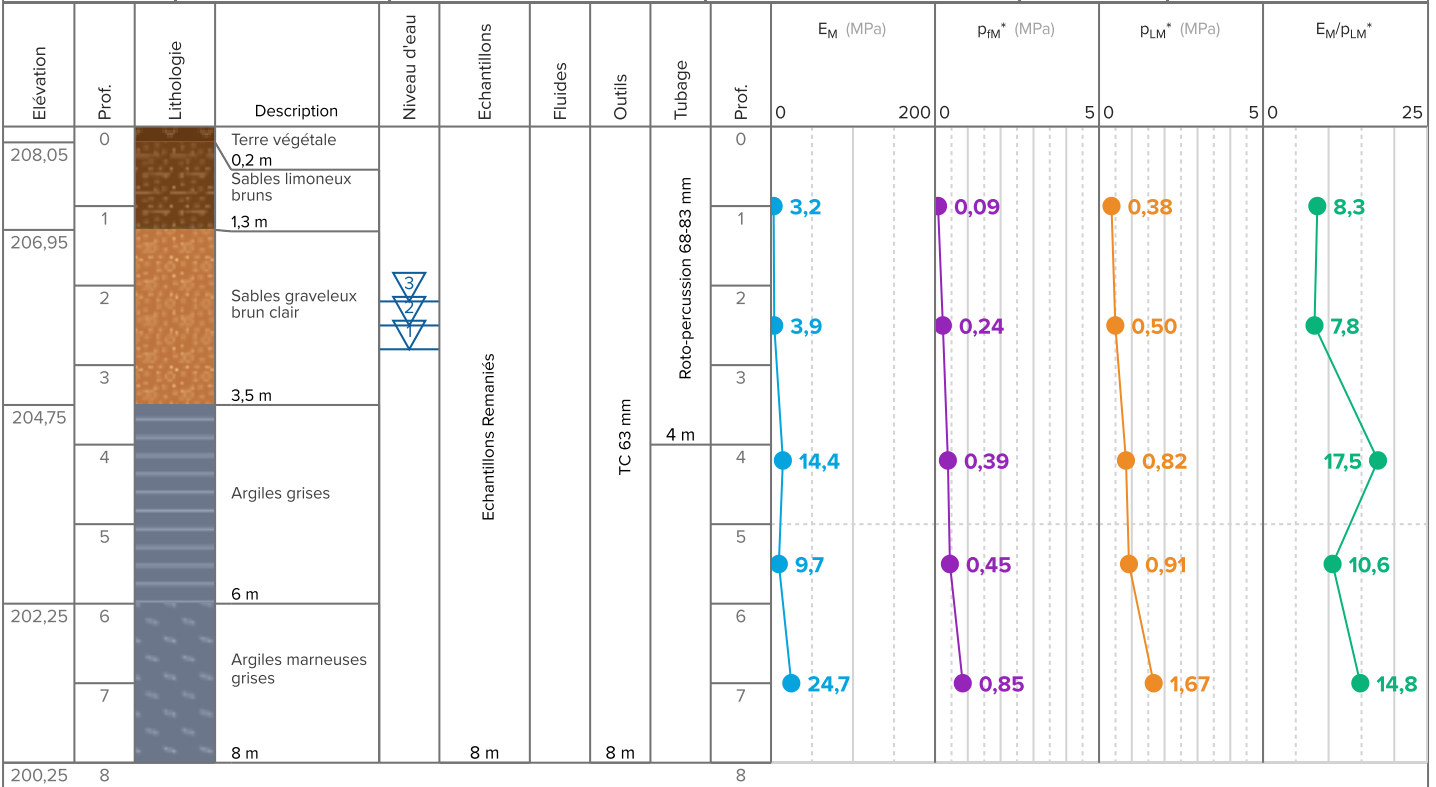 Elévation
Prof.
Lithologie
Description
Niveau d'eau
Echantillons
Fluides
Outils
Tubage
Prof.
E_M (MPa)
0 200
p_fM* (MPa)
0 5
p_LM* (MPa)
0 5
E_M/p_LM*
0 25
208,05
206,95
204,75
202,25
200,25
0
1
2
3
4
5
6
7
8
Terre végétale
0,2 m
Sables limoneux
bruns
1,3 m
Sables graveleux
brun clair
3,5 m
Argiles grises
6 m
Argiles marneuses
grises
8 m
3
2
1
Echantillons Remaniés
8 m
TC 63 mm
8 m
Roto-percussion 68-83 mm
4 m
0
1
2
3
4
5
6
7
8
3,2
3,9
14,4
9,7
24,7
0,09
0,24
0,39
0,45
0,85
0,38
0,50
0,82
0,91
1,67
8,3
7,8
17,5
10,6
14,8